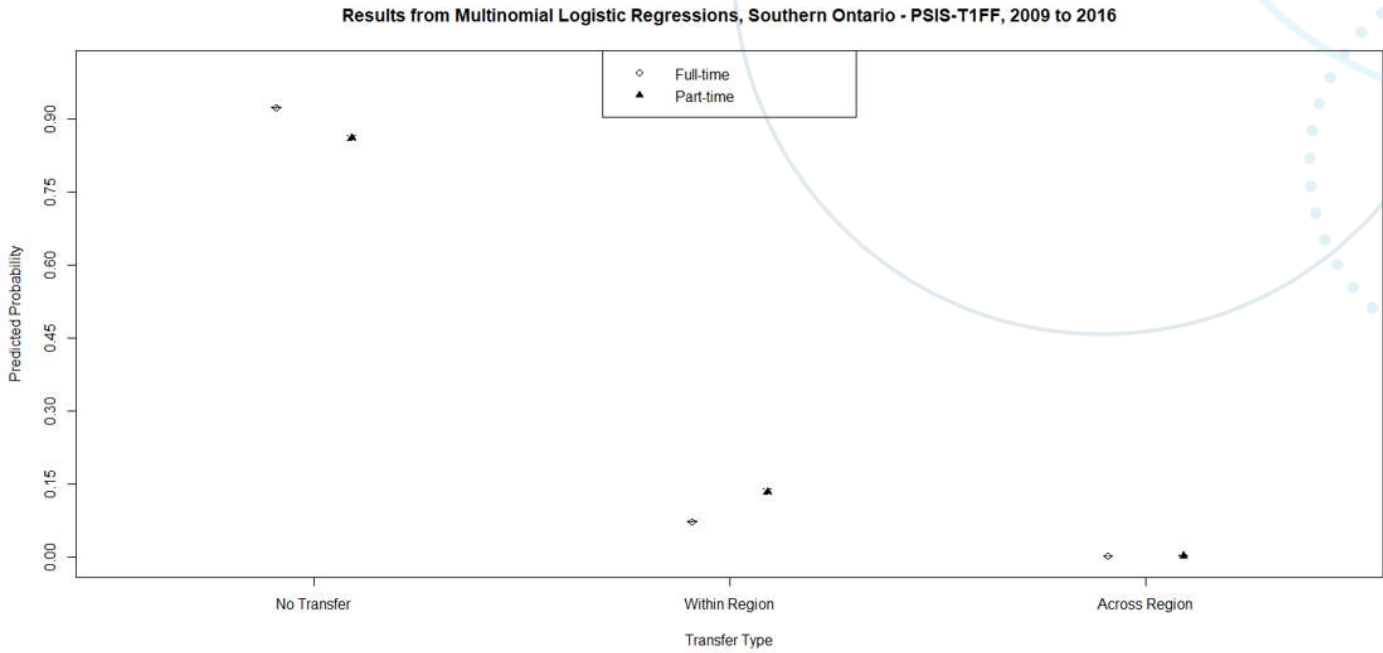 Results from Multinomial Logistic Regressions, Southern Ontario - PSIS-T1FF, 2009 to 2016
Full-time
Part-time
0.90
0.75
0.60
0.45
0.30
0.15
0.00
Predicted Probability
No Transfer Within Region Across Region
Transfer Type